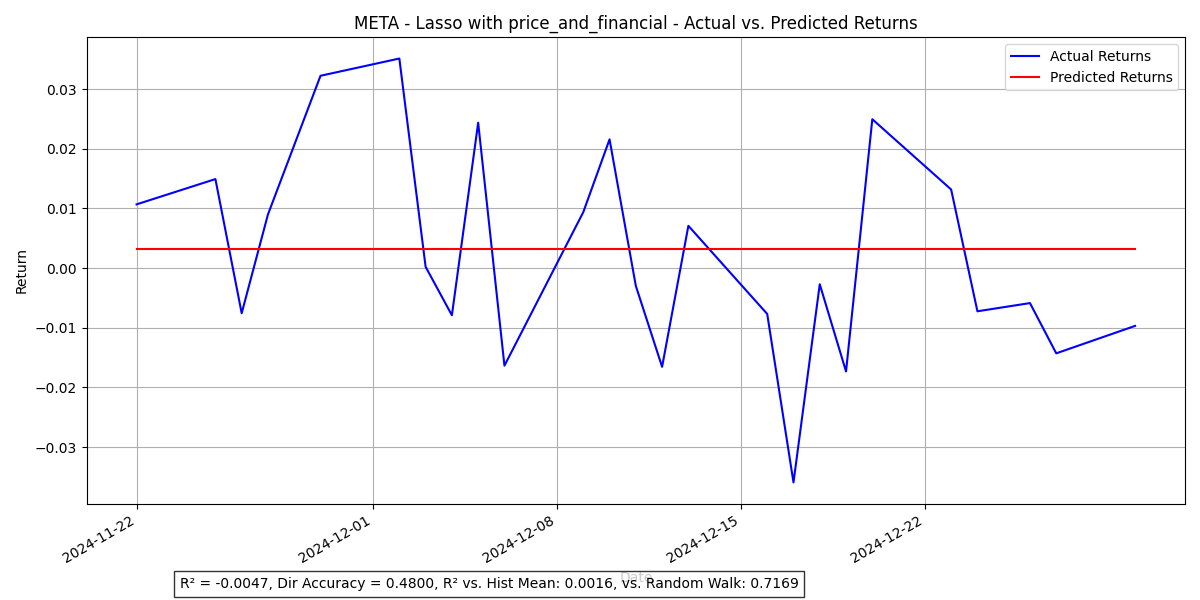 META - Lasso with price_and_financial - Actual vs. Predicted Returns
Actual Returns
Predicted Returns
0.03
0.02
0.01
0.00
−0.01
−0.02
−0.03
Return
2024-11-22
2024-12-01
2024-12-08
2024-12-15
2024-12-22
Date
R² = -0.0047, Dir Accuracy = 0.4800, R² vs. Hist Mean: 0.0016, vs. Random Walk: 0.7169